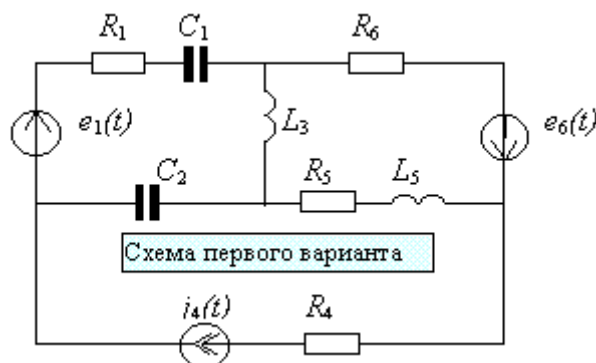 R1 C1 R6
e1(t) L3 e6(t)
C2 R5 L5
Схема первого варианта
j4(t) R4